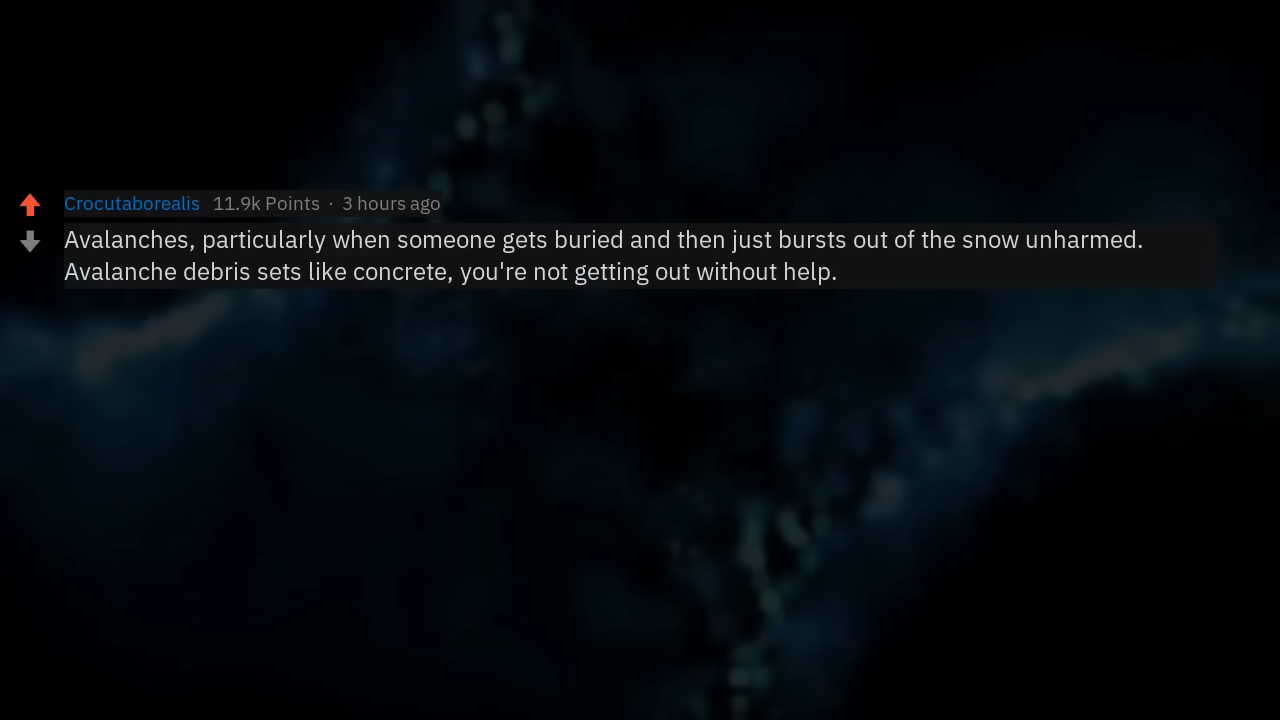 Crocutaborealis 11.9k Points · 3 hours ago
Avalanches, particularly when someone gets buried and then just bursts out of the snow unharmed.
Avalanche debris sets like concrete, you're not getting out without help.